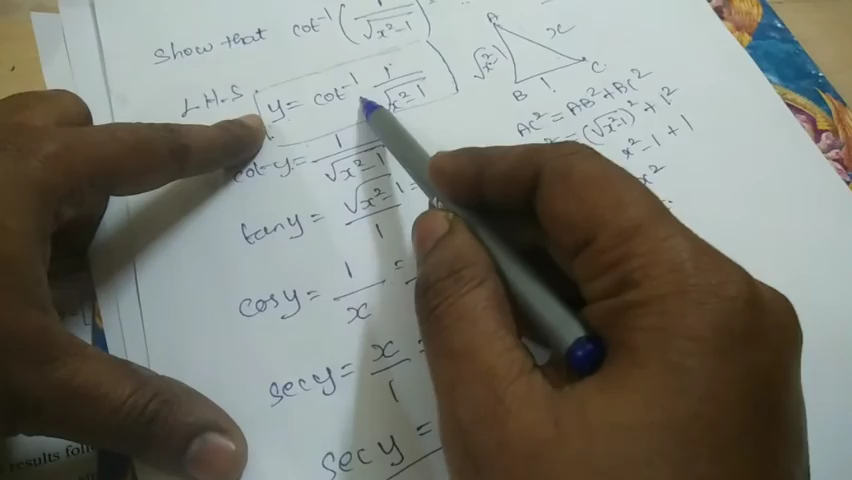 Show that cot⁻¹(1/√x²-1)
L.H.S y = cot⁻¹ 1/√x²-1
cot y = 1/√x²-1
tan y = √x²-1/1 =
cos y = 1/x =
sec y = x/1 =
sec y =
A
√x²-1
x
B
1
C
AC² = AB² + BC²
= (√x²-1)² + 1²
x²-1+1
x²
results foll